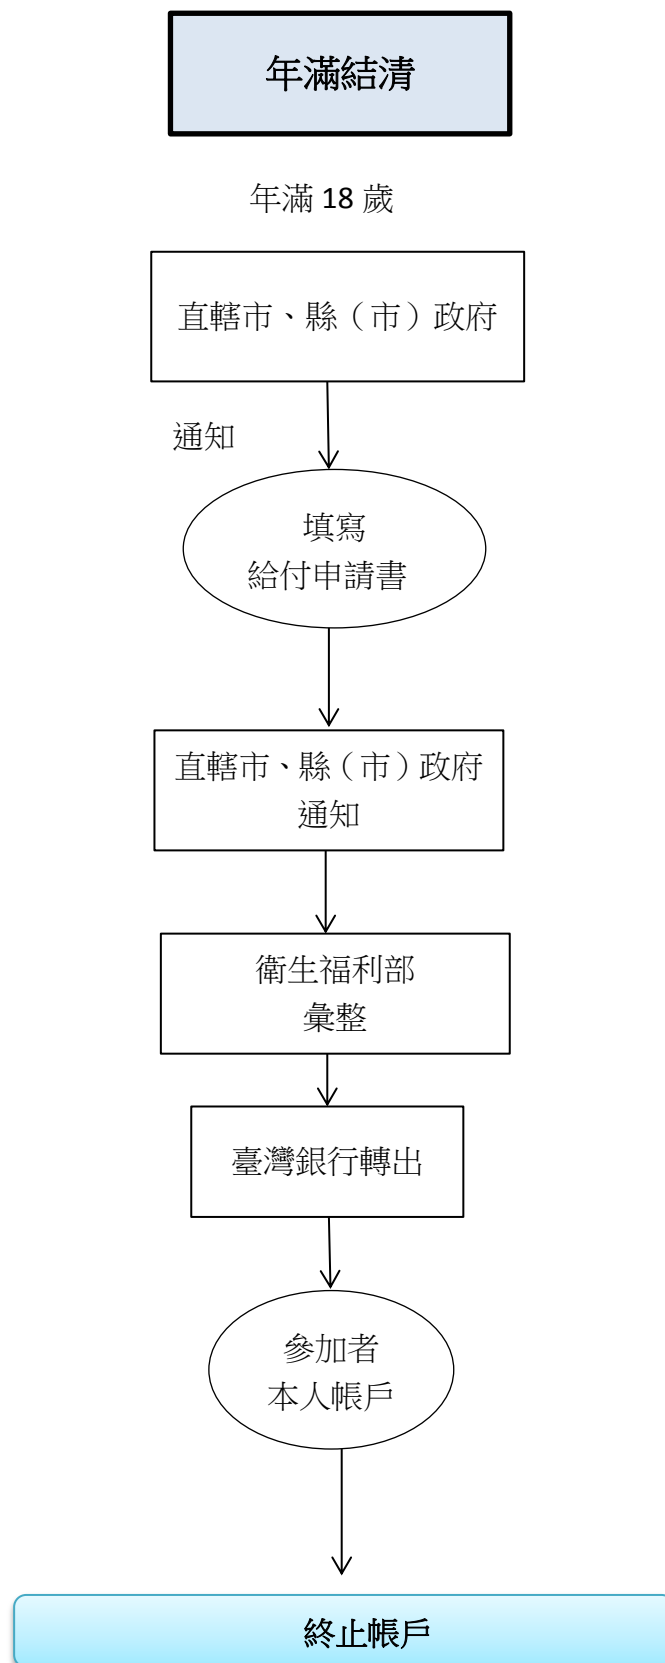 年滿結清
年滿 18 歲
直轄市、縣（市）政府
通知
填寫
給付申請書
直轄市、縣（市）政府
通知
衛生福利部
彙整
臺灣銀行轉出
參加者
本人帳戶
終止帳戶